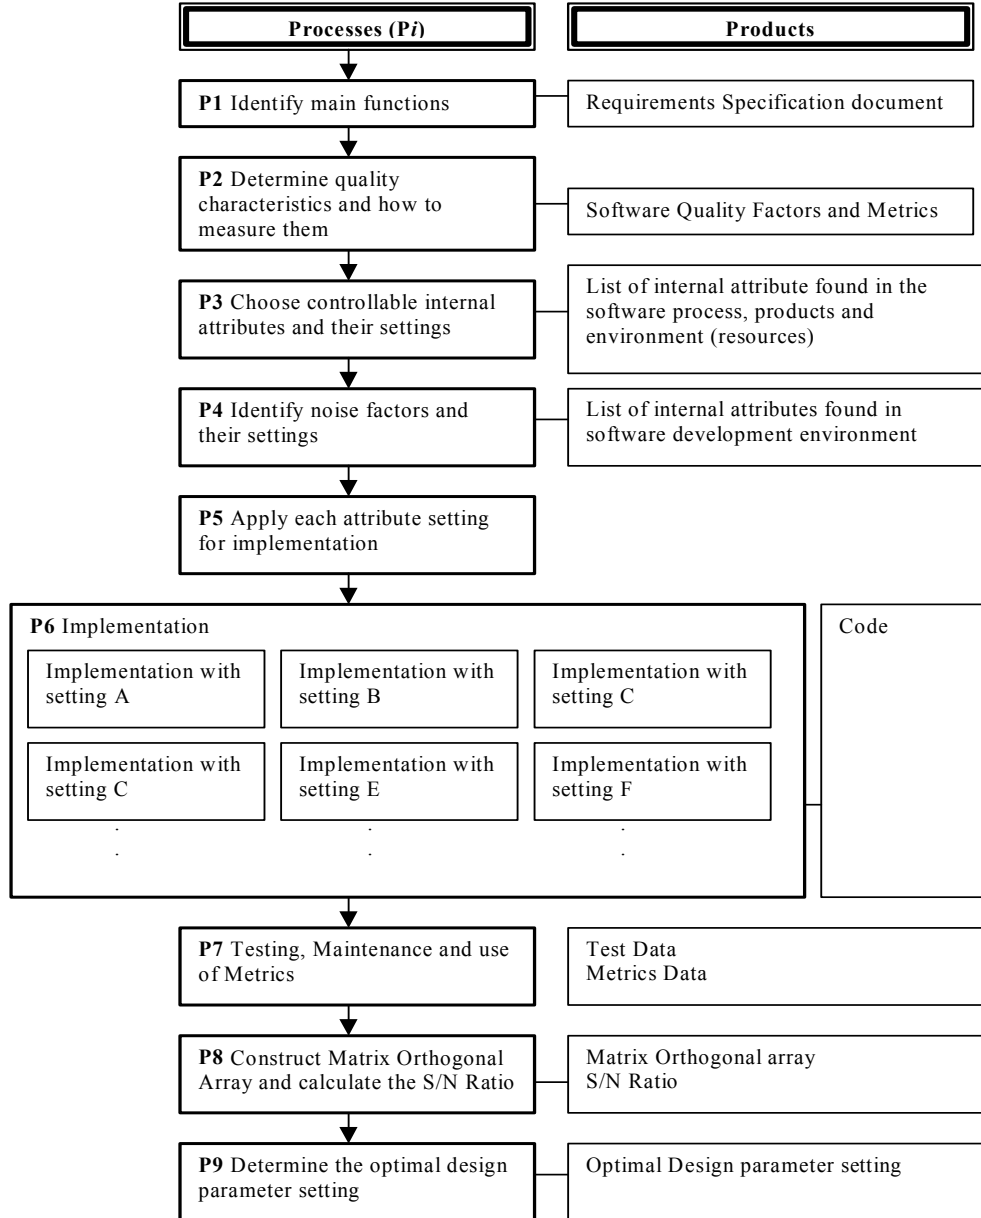 Processes (Pi)
Products
P1 Identify main functions
Requirements Specification document
P2 Determine quality
characteristics and how to
measure them
Software Quality Factors and Metrics
P3 Choose controllable internal
attributes and their settings
List of internal attribute found in the
software process, products and
environment (resources)
P4 Identify noise factors and
their settings
List of internal attributes found in
software development environment
P5 Apply each attribute setting
for implementation
P6 Implementation
Code
Implementation with
setting A
Implementation with
setting B
Implementation with
setting C
Implementation with
setting C
Implementation with
setting E
Implementation with
setting F
. . .
. . .
P7 Testing, Maintenance and use
of Metrics
Test Data
Metrics Data
P8 Construct Matrix Orthogonal
Array and calculate the S/N Ratio
Matrix Orthogonal array
S/N Ratio
P9 Determine the optimal design
parameter setting
Optimal Design parameter setting